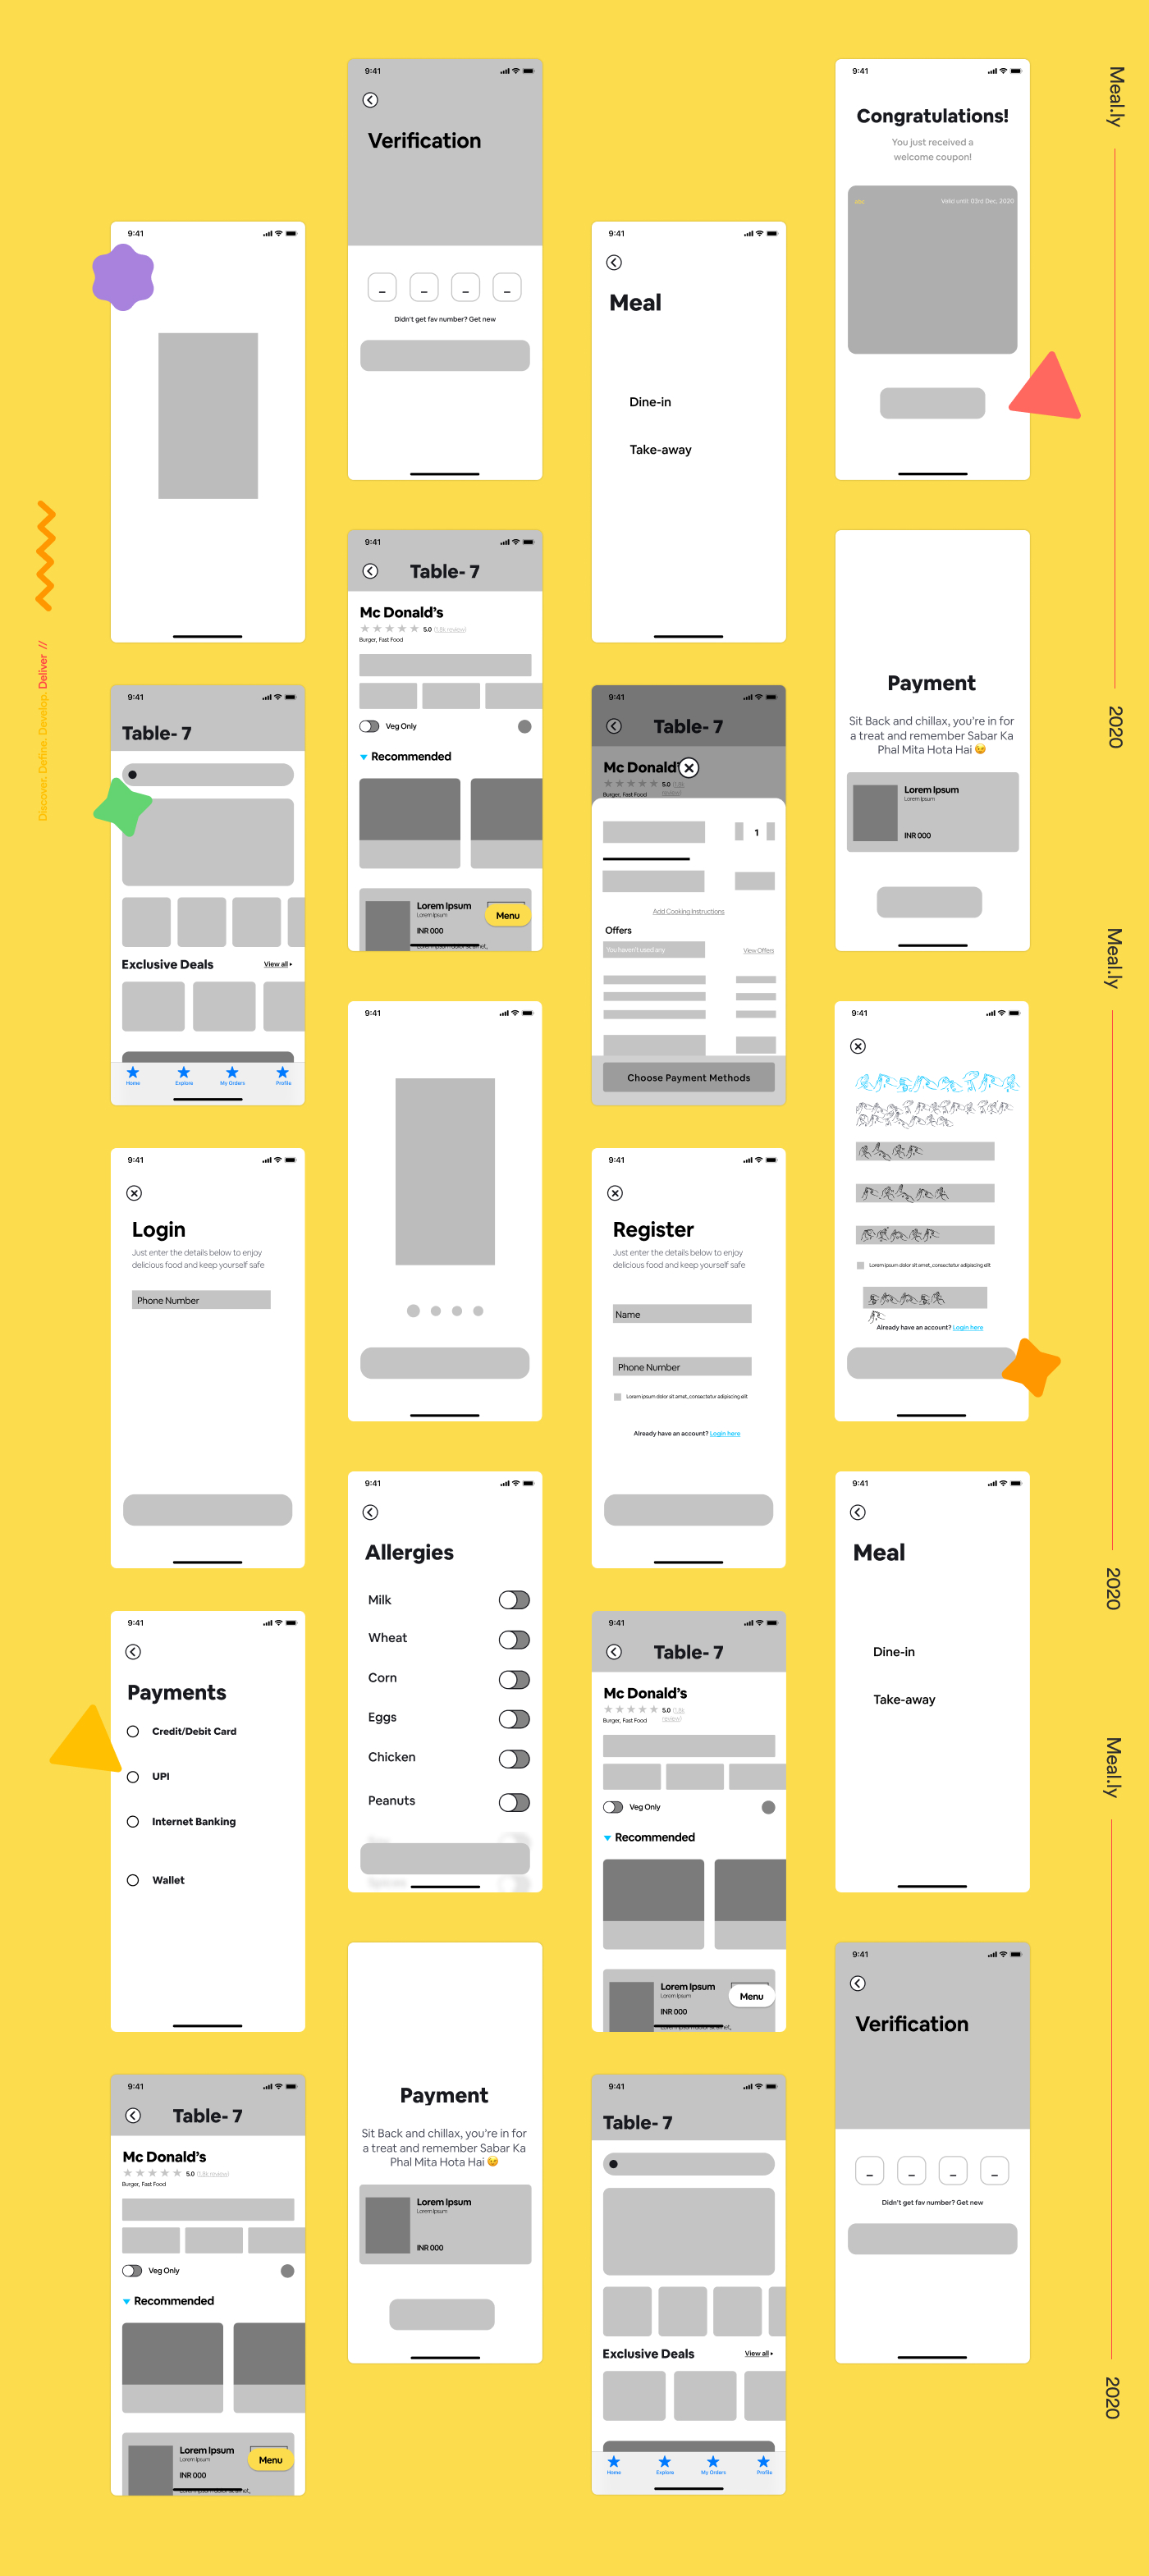 9:41
9:41
Verification
Didn't get fav number? Get new
9:41
Meal
Dine-in
Take-away
9:41
Congratulations!
You just received a
welcome coupon!
Valid until 03rd Dec, 2020
Meal.ly
2020
Discover. Define. Develop. Deliver //
9:41
Table- 7
Exclusive Deals
View all
Home
Explore
My Orders
Profile
9:41
Table- 7
Mc Donald's
5.0 (1.8k review)
Burger, Fast Food
Veg Only
Recommended
Lorem Ipsum
Lorem Ipsum
INR 000
Menu
9:41
Table- 7
Mc Donald'
5.0 (1.8k
review)
Burger, Fast Food
1
Add Cooking Instructions
Offers
You haven't used any
View Offers
Choose Payment Methods
9:41
Payment
Sit Back and chillax, you're in for
a treat and remember Sabar Ka
Phal Mita Hota Hai 😉
Lorem Ipsum
Lorem Ipsum
INR 000
Meal.ly
2020
9:41
Login
Just enter the details below to enjoy
delicious food and keep yourself safe
Phone Number
9:41
9:41
Register
Just enter the details below to enjoy
delicious food and keep yourself safe
Name
Phone Number
Lorem ipsum dolor sit amet, consectetur adipiscing elit
Already have an account? Login here
9:41
Lorem ipsum dolor sit amet, consectetur adipiscing elit
Already have an account? Login here
9:41
Payments
Credit/Debit Card
UPI
Internet Banking
Wallet
9:41
Allergies
Milk
Wheat
Corn
Eggs
Chicken
Peanuts
9:41
Table- 7
Mc Donald's
5.0 (1.8k
review)
Burger, Fast Food
Veg Only
Recommended
Lorem Ipsum
Lorem Ipsum
INR 000
Menu
9:41
Meal
Dine-in
Take-away
Meal.ly
2020
9:41
Table- 7
Mc Donald's
5.0 (1.8k review)
Burger, Fast Food
Veg Only
Recommended
Lorem Ipsum
Lorem Ipsum
INR 000
Menu
Payment
Sit Back and chillax, you're in for
a treat and remember Sabar Ka
Phal Mita Hota Hai 😉
Lorem Ipsum
Lorem Ipsum
INR 000
9:41
Table- 7
Exclusive Deals
View all
Home
Explore
My Orders
Profile
9:41
Verification
Didn't get fav number? Get new